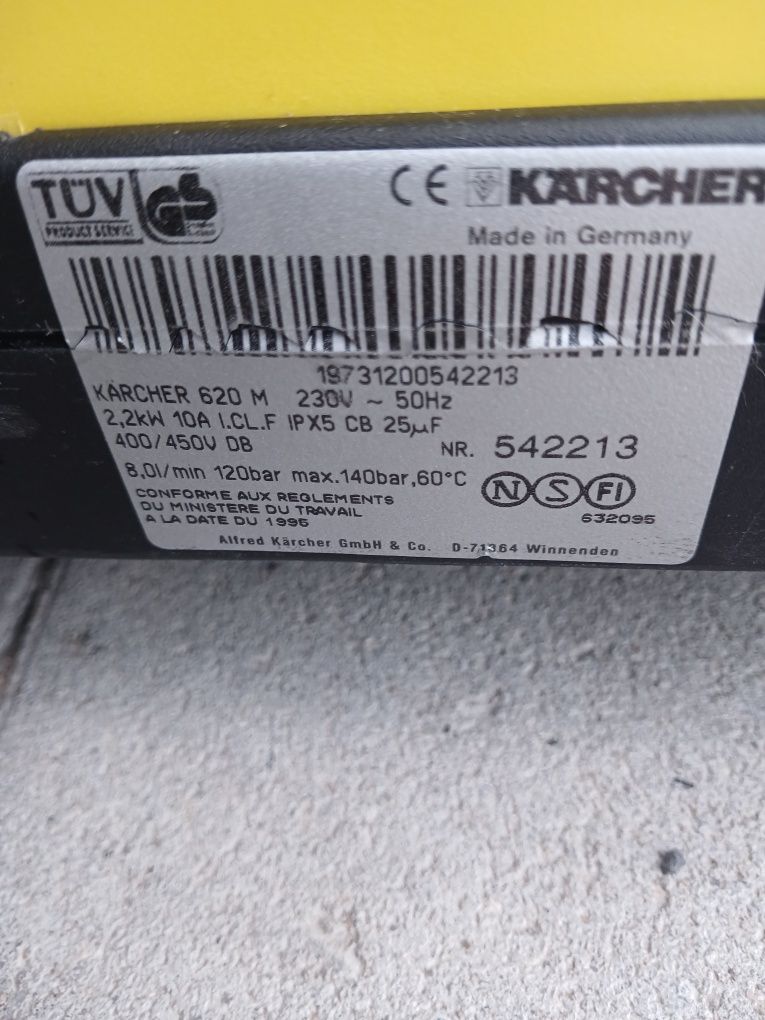 TÜV
PRODUCT SERVICE
GS
CE KÄRCHER
Made in Germany
19731200542213
KÄRCHER 620 M 230V ~ 50Hz
2,2kW 10A I.CL.F IPX5 CB 25µF
400/450V DB
NR. 542213
8,0l/min 120bar max.140bar,60°C
N S FI
CONFORME AUX REGLEMENTS
DU MINISTERE DU TRAVAIL
A LA DATE DU 1995
632095
Alfred Kärcher GmbH & Co. D-71364 Winnenden